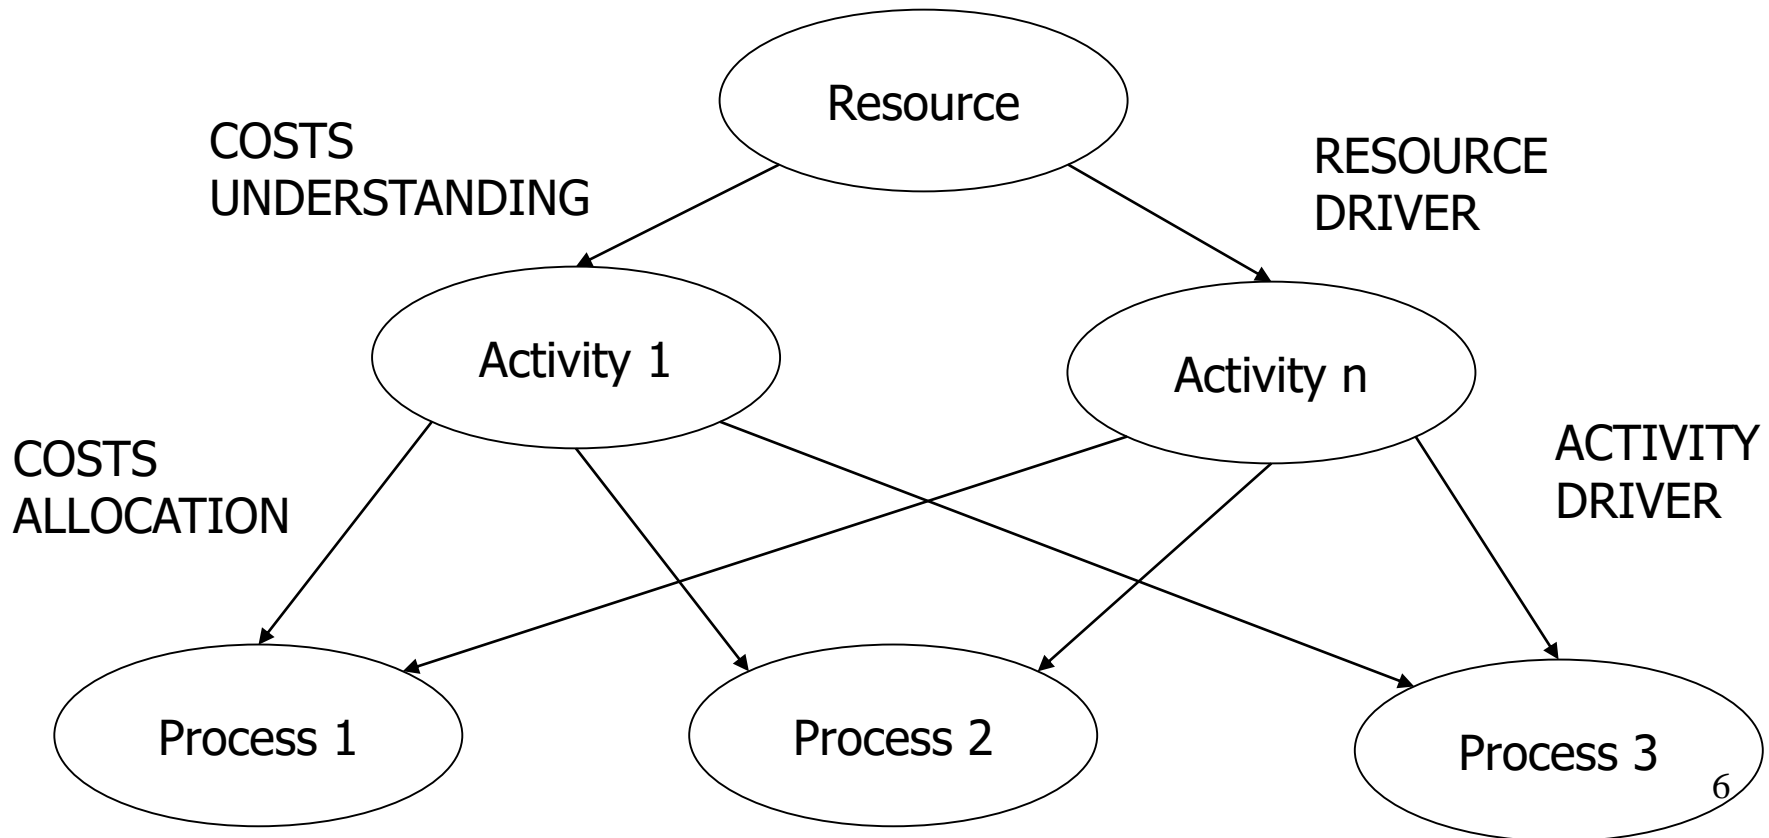 Resource
COSTS
UNDERSTANDING
RESOURCE
DRIVER
Activity 1
Activity n
COSTS
ALLOCATION
ACTIVITY
DRIVER
Process 1
Process 2
Process 3
6